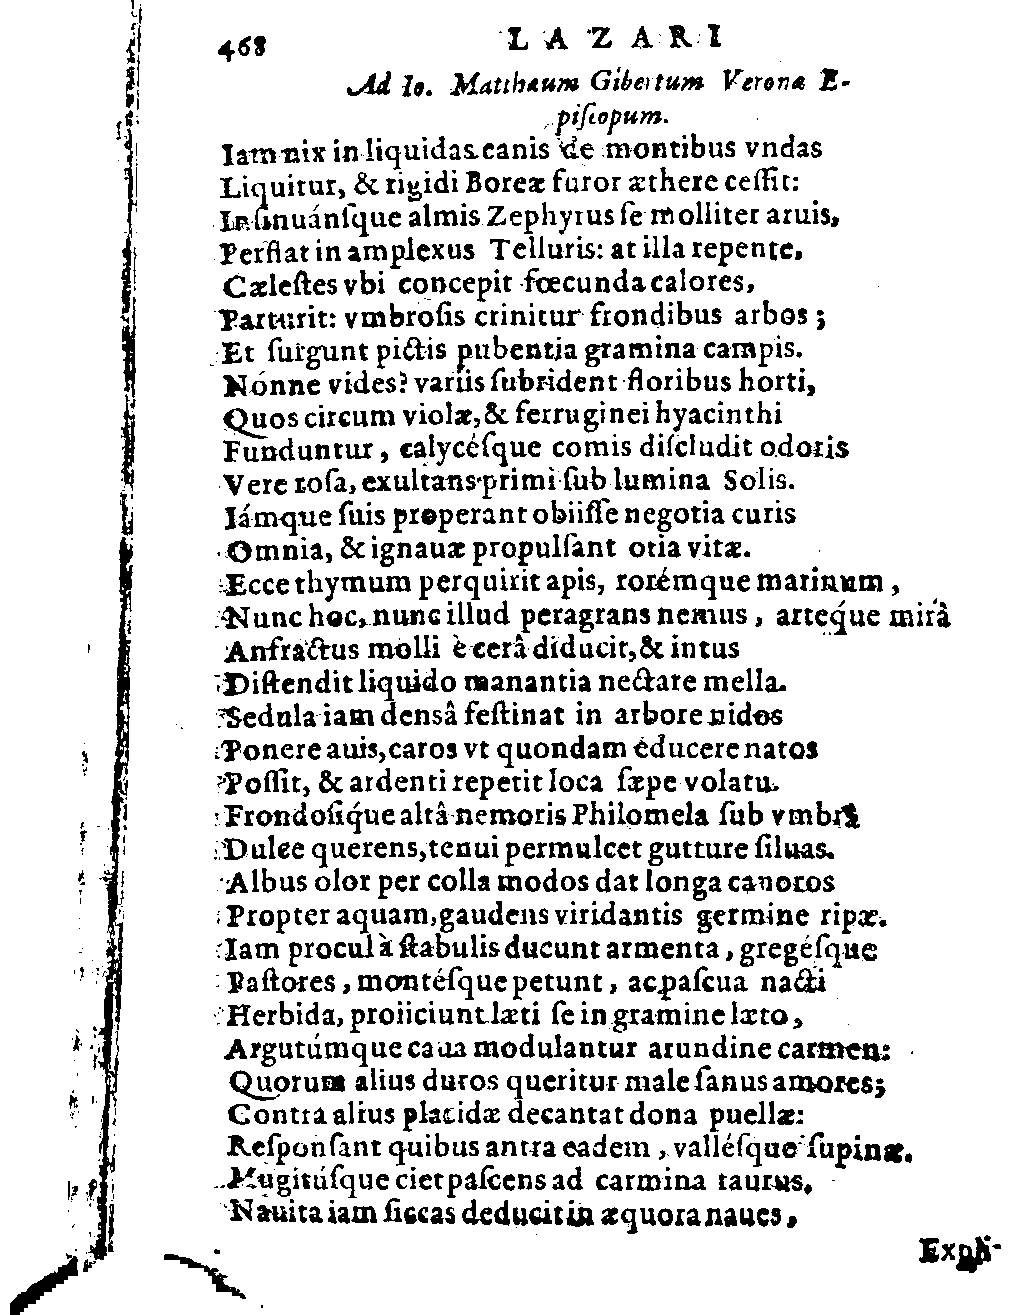 468 LAZARI
Ad Io. Matthæum Gibertum Veronæ E-
piſcopum.
Iam nix in liquidas canis de montibus vndas
Liquitur, & rigidi Boreæ furor æthere ceſſit:
Inſinuánſque almis Zephyrus ſe molliter aruis,
Perflat in amplexus Telluris: at illa repente,
Cæleſtes vbi concepit fœcunda calores,
Parturit: vmbroſis crinitur frondibus arbos;
Et ſurgunt pictis pubentia gramina campis.
Nónne vides? variis ſubrident floribus horti,
Quos circum violæ, & ferruginei hyacinthi
Funduntur, calycéſque comis diſcludit odoris
Vere roſa, exultans primi ſub lumina Solis.
Iámque ſuis properant obiiſſe negotia curis
Omnia, & ignauæ propulſant otia vitæ.
Ecce thymum perquirit apis, rorémque marinum,
Nunc hoc, nunc illud peragrans nemus, artéque mirâ
Anfractus molli è cerâ diducit, & intus
Diſtendit liquido manantia nectare mella.
Sedula iam densâ feſtinat in arbore nidos
Ponere auis, caros vt quondam éducere natos
Poſſit, & ardenti repetit loca ſæpe volatu.
Frondoſiq́ue altâ nemoris Philomela ſub vmbrâ
Dulce querens, tenui permulcet gutture ſiluas.
Albus olor per colla modos dat longa canoros
Propter aquam, gaudens viridantis germine ripæ.
Iam procul à ſtabulis ducunt armenta, gregéſque
Paſtores, montéſque petunt, ac paſcua nacti
Herbida, proiiciunt læti ſe in gramine læto,
Argutúmque caua modulantur arundine carmen:
Quorum alius duros queritur male ſanus amores;
Contra alius placidæ decantat dona puellæ:
Reſponſant quibus antra eadem, valléſque ſupinæ.
Mugitúſque ciet paſcens ad carmina taurus.
Nauita iam ſiccas deducit in æquora naues,
Expli-